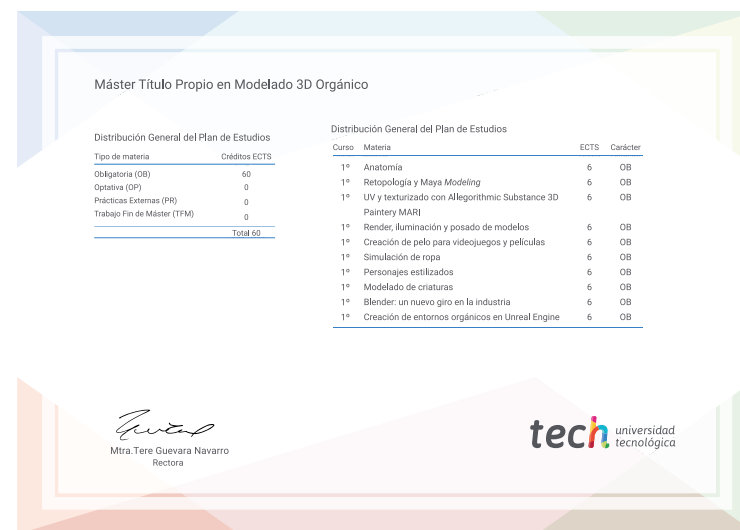 Máster Título Propio en Modelado 3D Orgánico
Distribución General del Plan de Estudios
Tipo de materia Créditos ECTS
Obligatoria (OB) 60
Optativa (OP) 0
Prácticas Externas (PR) 0
Trabajo Fin de Máster (TFM) 0
Total 60
Distribución General del Plan de Estudios
Curso Materia ECTS Carácter
1º Anatomía 6 OB
1º Retopología y Maya Modeling 6 OB
1º UV y texturizado con Allegorithmic Substance 3D 6 OB
Paintery MARI
1º Render, iluminación y posado de modelos 6 OB
1º Creación de pelo para videojuegos y películas 6 OB
1º Simulación de ropa 6 OB
1º Personajes estilizados 6 OB
1º Modelado de criaturas 6 OB
1º Blender: un nuevo giro en la industria 6 OB
1º Creación de entornos orgánicos en Unreal Engine 6 OB
Mtra.Tere Guevara Navarro
Rectora
tech universidad
tecnológica